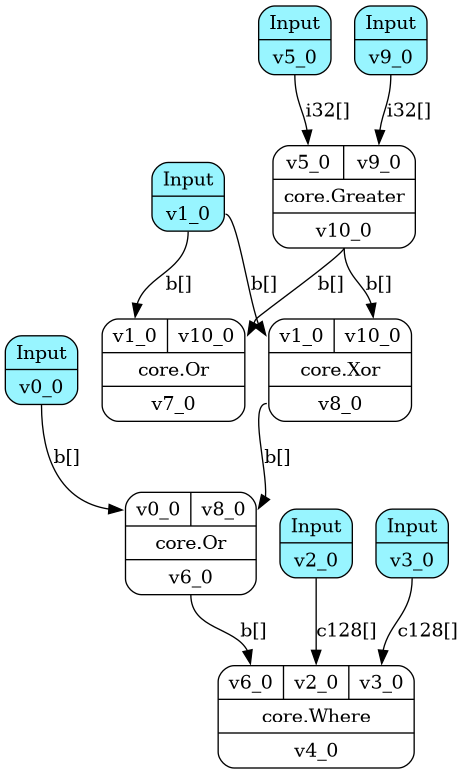 Input
v5_0
Input
v9_0
i32[]
i32[]
v5_0 v9_0
core.Greater
v10_0
Input
v1_0
b[]
b[]
b[]
b[]
v1_0 v10_0
core.Or
v7_0
v1_0 v10_0
core.Xor
v8_0
Input
v0_0
b[]
b[]
v0_0 v8_0
core.Or
v6_0
Input
v2_0
Input
v3_0
b[]
c128[]
c128[]
v6_0 v2_0 v3_0
core.Where
v4_0